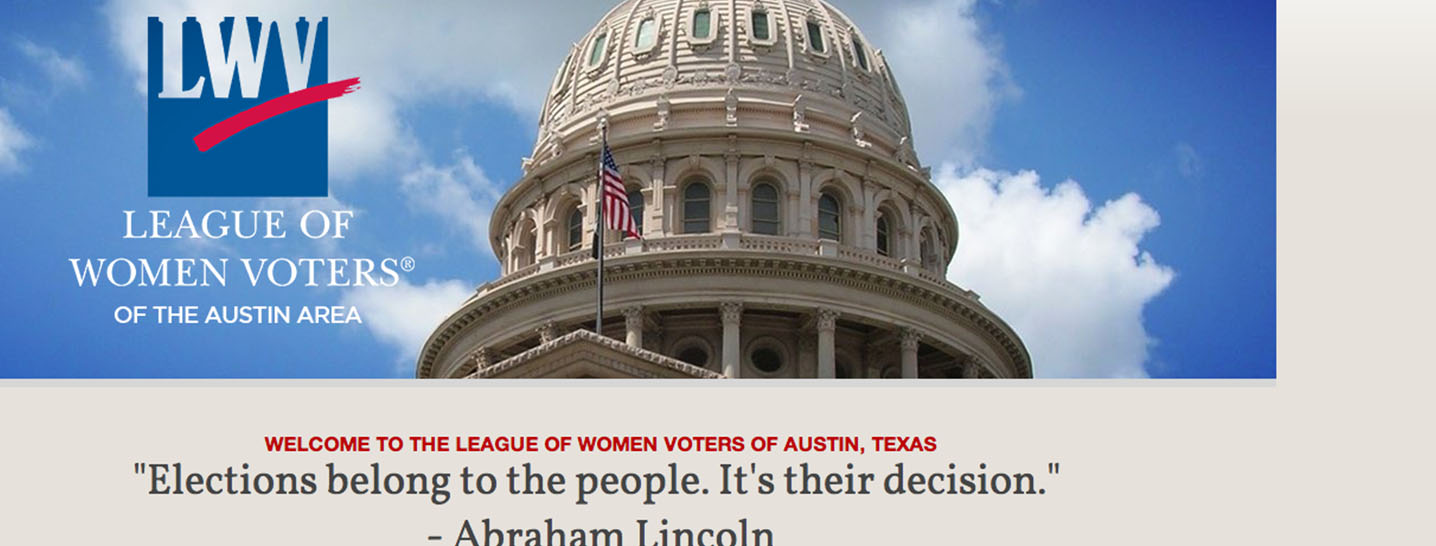 LWV
LEAGUE OF
WOMEN VOTERS®
OF THE AUSTIN AREA
WELCOME TO THE LEAGUE OF WOMEN VOTERS OF AUSTIN, TEXAS
"Elections belong to the people. It's their decision."
- Abraham Lincoln